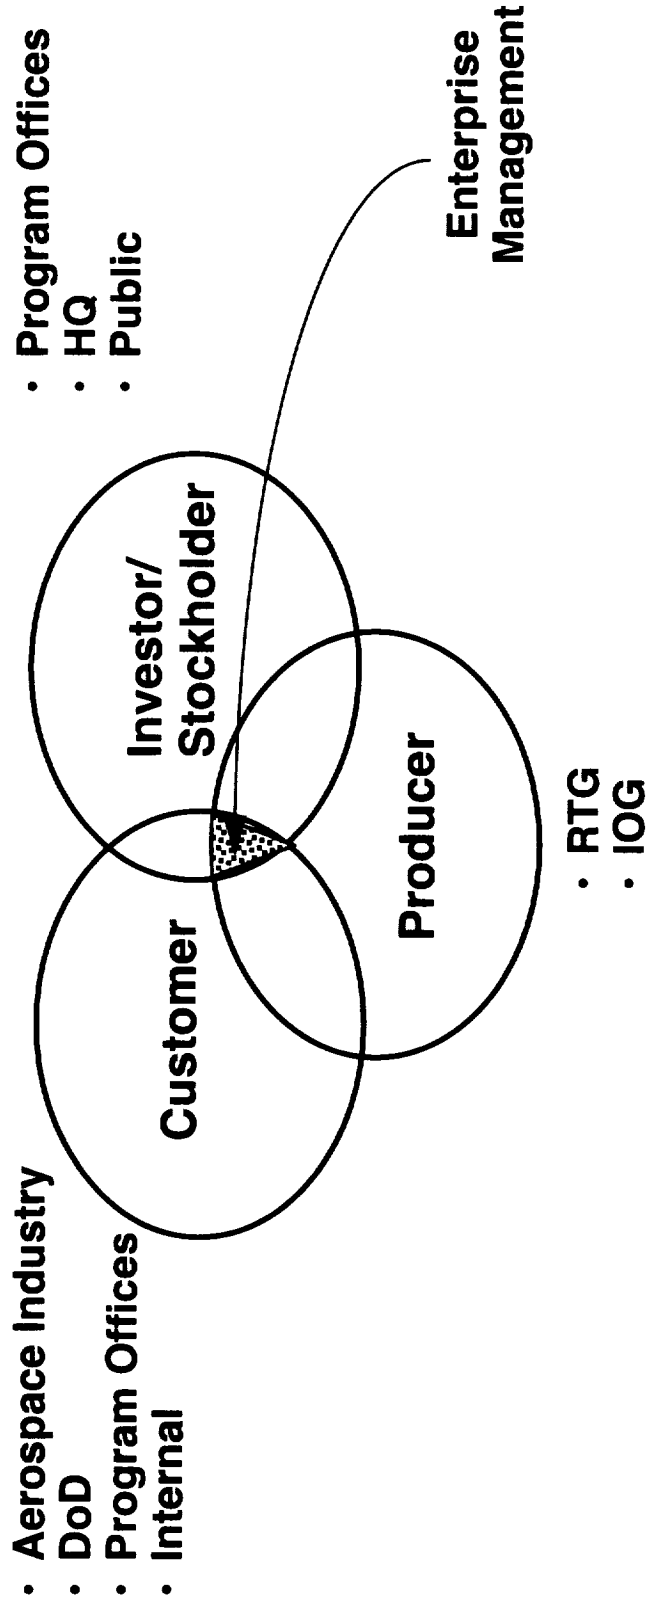 • Aerospace Industry
• DoD
• Program Offices
• Internal
• Program Offices
• HQ
• Public
Customer
Investor/
Stockholder
Producer
Enterprise
Management
• RTG
• IOG